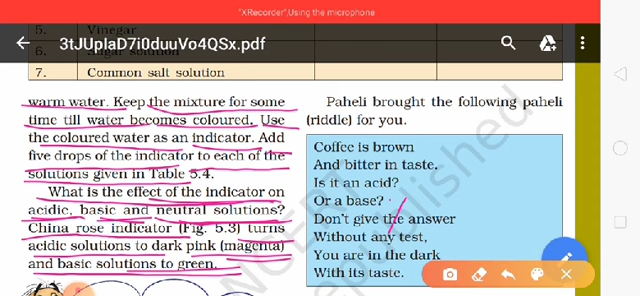 "XRecorder",Using the microphone
5. Vinegar
3tJUpIaD7i0duuVo4QSx.pdf
6. Sugar solution
7. Common salt solution
warm water. Keep the mixture for some
time till water becomes coloured. Use
the coloured water as an indicator. Add
five drops of the indicator to each of the
solutions given in Table 5.4.
What is the effect of the indicator on
acidic, basic and neutral solutions?
China rose indicator (Fig. 5.3) turns
acidic solutions to dark pink (magenta)
and basic solutions to green.
Paheli brought the following paheli
(riddle) for you.
Coffee is brown
And bitter in taste.
Is it an acid?
Or a base?
Don't give the answer
Without any test,
You are in the dark
With its taste.